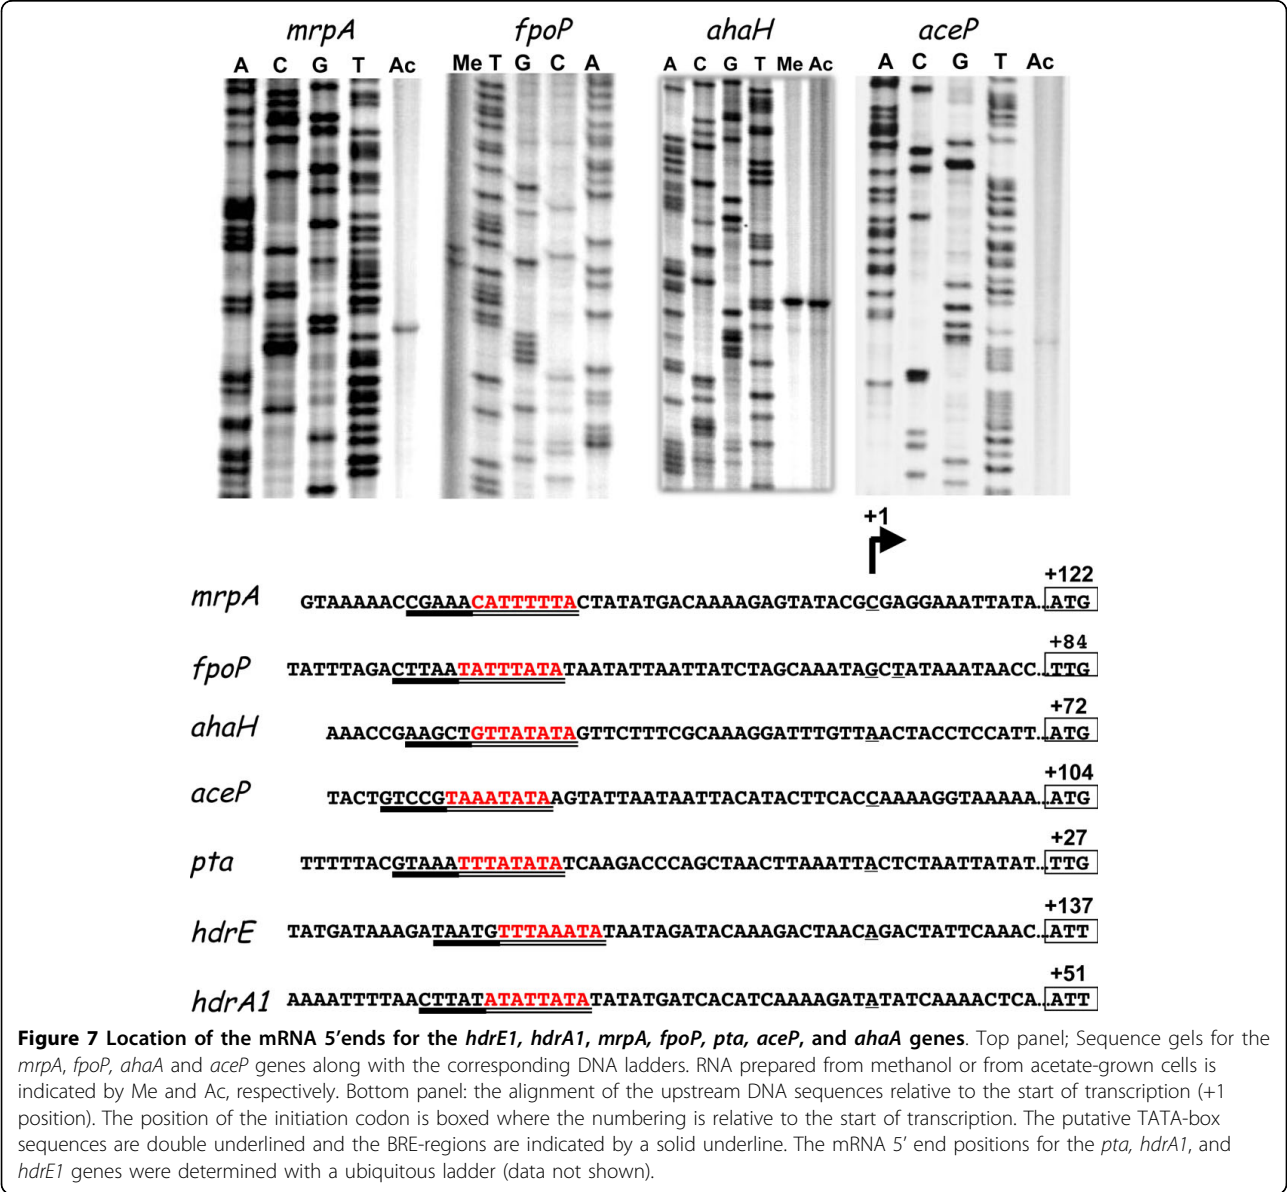 mrpA fpoP ahaH aceP
A C G T Ac Me T G C A A C G T Me Ac A C G T Ac
+1
+122
mrpA GTAAAAACCGAAACATTTTTACTATATGACAAAAGAGTATACGCGAGGAAATTATA...ATG
+84
fpoP TATTTAGACTTAATATTTATATAATATTAATTATCTAGCAAATAGCTATAAATAACC...TTG
+72
ahaH AAACCGAAGCTGTTATATAGTTCTTTCGCAAAGGATTTGTTAACTACCTCCATT...ATG
+104
aceP TACTGTCCGTAAATATAAAGTATTAATAATTACATACTTCACCAAAAGGTAAAAA...ATG
+27
pta TTTTTACGTAAATTTATATATCAAGACCCAGCTAACTTAAATTACTCTAATTATAT...TTG
+137
hdrE TATGATAAAGATAATGTTTAAATATAATAGATACAAAGACTAACAGACTATTCAAAC...ATT
+51
hdrA1 AAAATTTTAACTTATATATTATATATATGATCACATCAAAAGATATATCAAAACTCA...ATT
Figure 7 Location of the mRNA 5'ends for the hdrE1, hdrA1, mrpA, fpoP, pta, aceP, and ahaA genes. Top panel; Sequence gels for the
mrpA, fpoP, ahaA and aceP genes along with the corresponding DNA ladders. RNA prepared from methanol or from acetate-grown cells is
indicated by Me and Ac, respectively. Bottom panel: the alignment of the upstream DNA sequences relative to the start of transcription (+1
position). The position of the initiation codon is boxed where the numbering is relative to the start of transcription. The putative TATA-box
sequences are double underlined and the BRE-regions are indicated by a solid underline. The mRNA 5' end positions for the pta, hdrA1, and
hdrE1 genes were determined with a ubiquitous ladder (data not shown).